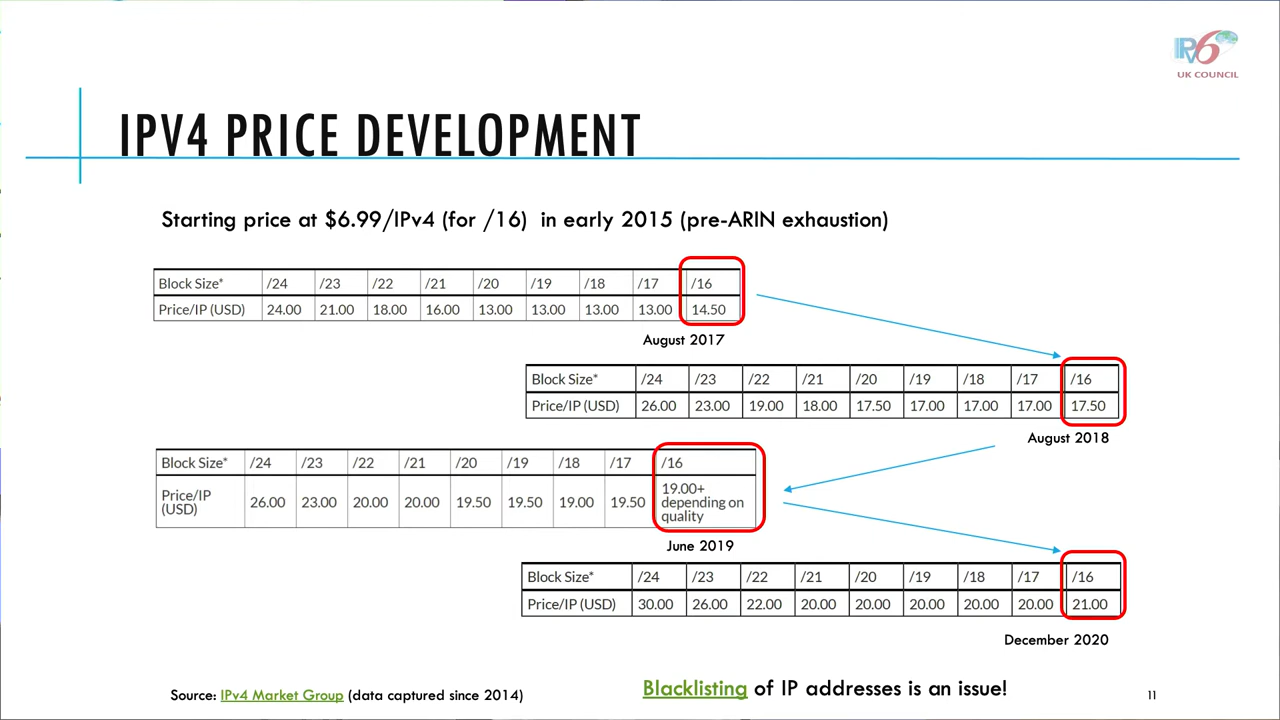 IPv6
UK COUNCIL
IPV4 PRICE DEVELOPMENT
Starting price at $6.99/IPv4 (for /16) in early 2015 (pre-ARIN exhaustion)
Block Size* /24 /23 /22 /21 /20 /19 /18 /17 /16
Price/IP (USD) 24.00 21.00 18.00 16.00 13.00 13.00 13.00 13.00 14.50
August 2017
Block Size* /24 /23 /22 /21 /20 /19 /18 /17 /16
Price/IP (USD) 26.00 23.00 19.00 18.00 17.50 17.00 17.00 17.00 17.50
August 2018
Block Size* /24 /23 /22 /21 /20 /19 /18 /17 /16
Price/IP (USD) 26.00 23.00 20.00 20.00 19.50 19.50 19.00 19.50 19.00+ depending on quality
June 2019
Block Size* /24 /23 /22 /21 /20 /19 /18 /17 /16
Price/IP (USD) 30.00 26.00 22.00 20.00 20.00 20.00 20.00 20.00 21.00
December 2020
Source: IPv4 Market Group (data captured since 2014)
Blacklisting of IP addresses is an issue!
11